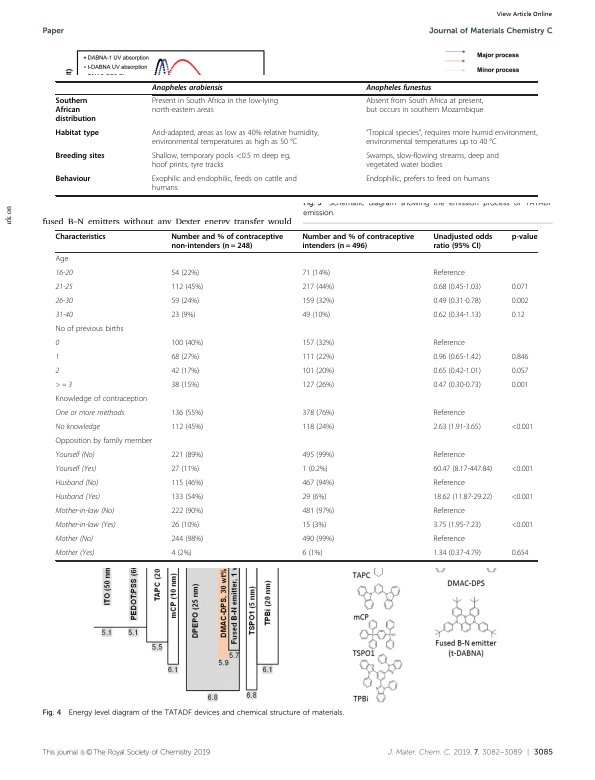 View Article Online
Paper Journal of Materials Chemistry C
• DABNA-1 UV absorption
• t-DABNA UV absorption
Major process
Minor process
Anopheles arabiensis Anopheles funestus
Southern African distribution Present in South Africa in the low-lying north-eastern areas Absent from South Africa at present, but occurs in southern Mozambique
Habitat type Arid-adapted, areas as low as 40% relative humidity, environmental temperatures as high as 50 °C "Tropical species", requires more humid environment, environmental temperatures up to 40 °C
Breeding sites Shallow, temporary pools <0.5 m deep eg, hoof prints, tyre tracks Swamps, slow-flowing streams, deep and vegetated water bodies
Behaviour Exophilic and endophilic, feeds on cattle and humans Endophilic, prefers to feed on humans
Schematic diagram showing the emission process of TATADF
emission.
fused B–N emitters without any Dexter energy transfer would
Characteristics Number and % of contraceptive non-intenders (n = 248) Number and % of contraceptive intenders (n = 496) Unadjusted odds ratio (95% CI) p-value
Age
16-20 54 (22%) 71 (14%) Reference
21-25 112 (45%) 217 (44%) 0.68 (0.45-1.03) 0.071
26-30 59 (24%) 159 (32%) 0.49 (0.31-0.78) 0.002
31-40 23 (9%) 49 (10%) 0.62 (0.34-1.13) 0.12
No of previous births
0 100 (40%) 157 (32%) Reference
1 68 (27%) 111 (22%) 0.96 (0.65-1.42) 0.846
2 42 (17%) 101 (20%) 0.65 (0.42-1.01) 0.057
>=3 38 (15%) 127 (26%) 0.47 (0.30-0.73) 0.001
Knowledge of contraception
One or more methods 136 (55%) 378 (76%) Reference
No knowledge 112 (45%) 118 (24%) 2.63 (1.91-3.65) <0.001
Opposition by family member
Yourself (No) 221 (89%) 495 (99%) Reference
Yourself (Yes) 27 (11%) 1 (0.2%) 60.47 (8.17-447.84) <0.001
Husband (No) 115 (46%) 467 (94%) Reference
Husband (Yes) 133 (54%) 29 (6%) 18.62 (11.87-29.22) <0.001
Mother-in-law (No) 222 (90%) 481 (97%) Reference
Mother-in-law (Yes) 26 (10%) 15 (3%) 3.75 (1.95-7.23) <0.001
Mother (No) 244 (98%) 490 (99%) Reference
Mother (Yes) 4 (2%) 6 (1%) 1.34 (0.37-4.79) 0.654
ITO (50 nm
PEDOT:PSS (6
TAPC (20
mCP (10 nm)
DPEPO (25 nm)
DMAC-DPS, 30 wt%
Fused B-N emitter, 1
TSPO1 (5 nm)
TPBi (20 nm)
5.1 5.1 5.5 6.1 6.8 5.9 5.7 6.8 6.1
TAPC
DMAC-DPS
mCP
Fused B-N emitter
(t-DABNA)
TSPO1
TPBi
Fig. 4 Energy level diagram of the TATADF devices and chemical structure of materials.
This journal is © The Royal Society of Chemistry 2019 J. Mater. Chem. C, 2019, 7, 3082–3089 | 3085